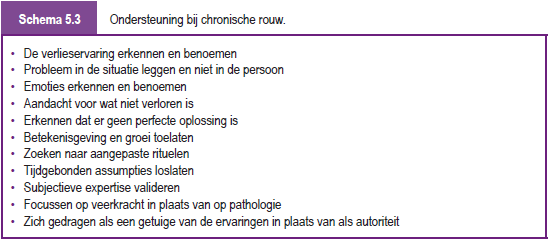 Schema 5.3 Ondersteuning bij chronische rouw.
• De verlieservaring erkennen en benoemen
• Probleem in de situatie leggen en niet in de persoon
• Emoties erkennen en benoemen
• Aandacht voor wat niet verloren is
• Erkennen dat er geen perfecte oplossing is
• Betekenisgeving en groei toelaten
• Zoeken naar aangepaste rituelen
• Tijdgebonden assumpties loslaten
• Subjectieve expertise valideren
• Focussen op veerkracht in plaats van op pathologie
• Zich gedragen als een getuige van de ervaringen in plaats van als autoriteit